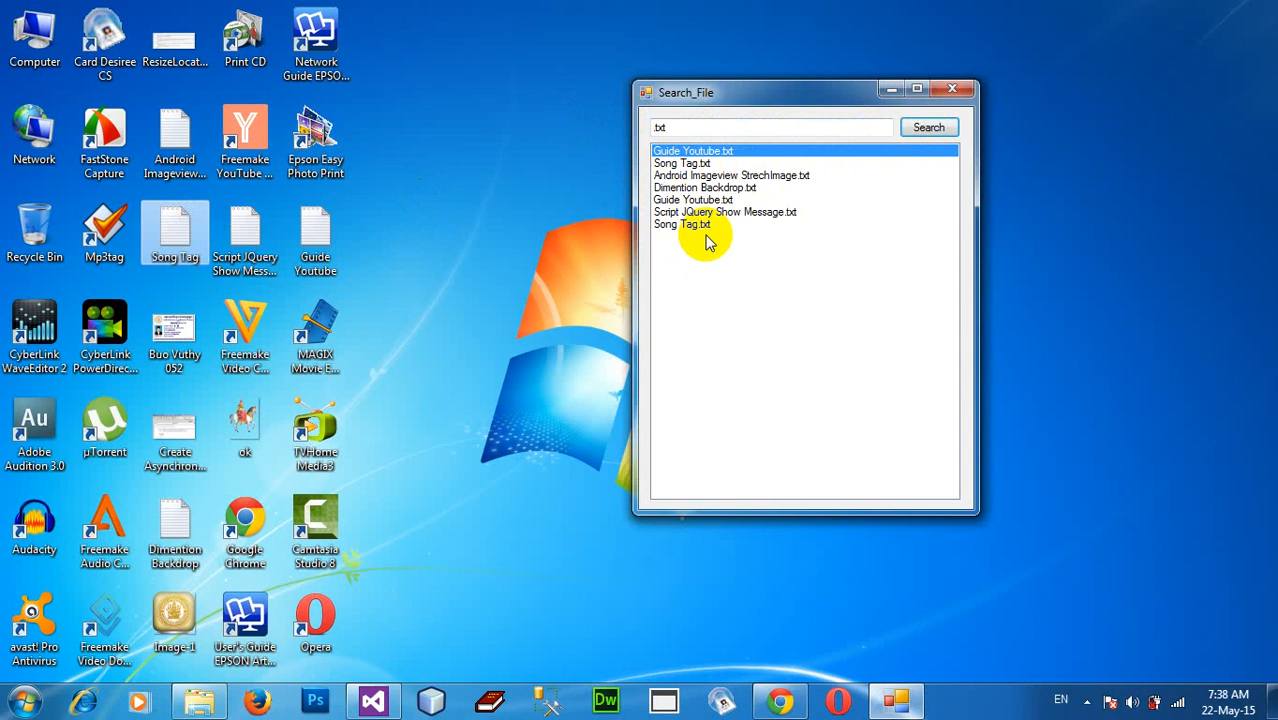 Computer
Card Desiree
CS
ResizeLocat...
Print CD
Network
Guide EPSO...
Network
FastStone
Capture
Android
Imageview...
Freemake
YouTube ...
Epson Easy
Photo Print
Recycle Bin
Mp3tag
Song Tag
Script JQuery
Show Mess...
Guide
Youtube
CyberLink
WaveEditor 2
CyberLink
PowerDirec...
Buo Vuthy
052
Freemake
Video C...
MAGIX
Movie E...
Au
Adobe
Audition 3.0
µTorrent
Create
Asynchron...
ok
TVHome
Media3
Audacity
Freemake
Audio C...
Dimention
Backdrop
Google
Chrome
Camtasia
Studio 8
avast! Pro
Antivirus
Freemake
Video Do...
Image-1
User's Guide
EPSON Art...
Opera
Search_File
.txt
Search
Guide Youtube.txt
Song Tag.txt
Android Imageview StrechImage.txt
Dimention Backdrop.txt
Guide Youtube.txt
Script JQuery Show Message.txt
Song Tag.txt
Ps
Dw
EN
7:38 AM
22-May-15